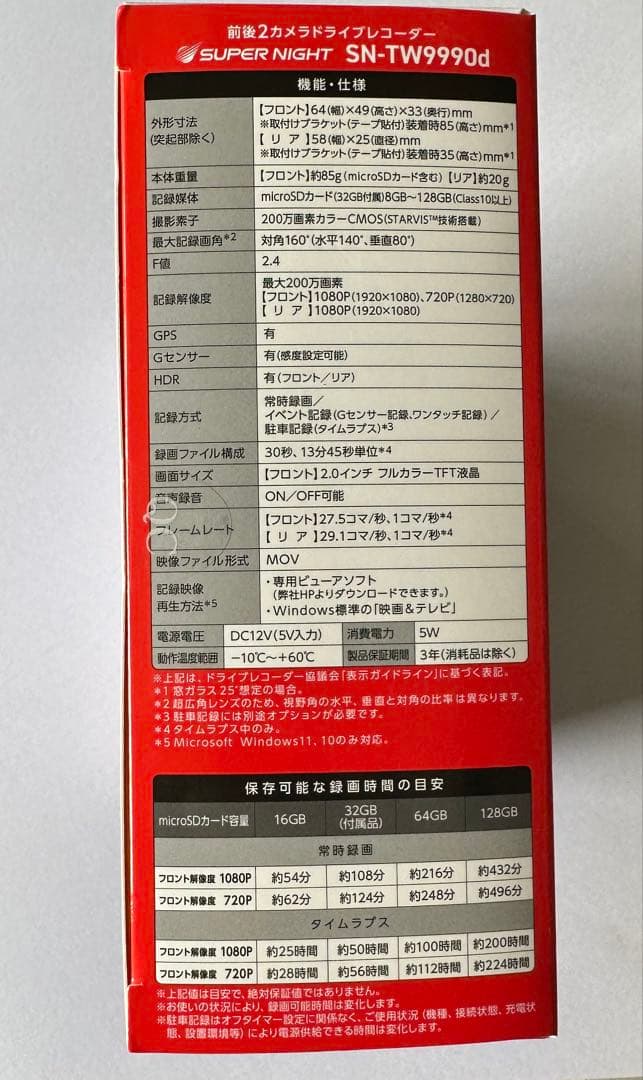 前後2カメラドライブレコーダー
SUPER NIGHT SN-TW9990d
機能・仕様
外形寸法
(突起部除く)
【フロント】64(幅)×49(高さ)×33(奥行)mm
※取付けブラケット(テープ貼付)装着時85(高さ)mm*1
【 リ ア 】58(幅)×25(直径)mm
※取付けブラケット(テープ貼付)装着時35(高さ)mm*1
本体重量 【フロント】約85g(microSDカード含む) 【リア】約20g
記録媒体 microSDカード(32GB付属)8GB〜128GB(Class10以上)
撮影素子 200万画素カラーCMOS(STARVIS™技術搭載)
最大記録画角*2 対角160°(水平140°、垂直80°)
F値 2.4
記録解像度
最大200万画素
【フロント】1080P(1920×1080)、720P(1280×720)
【 リ ア 】1080P(1920×1080)
GPS 有
Gセンサー 有(感度設定可能)
HDR 有(フロント/リア)
記録方式
常時録画/
イベント記録(Gセンサー記録、ワンタッチ記録)/
駐車記録(タイムラプス)*3
録画ファイル構成 30秒、13分45秒単位*4
画面サイズ 【フロント】2.0インチ フルカラーTFT液晶
音声録音 ON/OFF可能
フレームレート
【フロント】27.5コマ/秒、1コマ/秒*4
【 リ ア 】29.1コマ/秒、1コマ/秒*4
映像ファイル形式 MOV
記録映像
再生方法*5
・専用ビューアソフト
(弊社HPよりダウンロードできます。)
・Windows標準の「映画&テレビ」
電源電圧 DC12V(5V入力) 消費電力 5W
動作温度範囲 −10℃〜+60℃ 製品保証期間 3年(消耗品は除く)
※上記は、ドライブレコーダー協議会「表示ガイドライン」に基づく表記。
*1 窓ガラス25°想定の場合。
*2 超広角レンズのため、視野角の水平、垂直と対角の比率は異なります。
*3 駐車記録には別途オプションが必要です。
*4 タイムラプス中のみ。
*5 Microsoft Windows11、10のみ対応。
保存可能な録画時間の目安
microSDカード容量 16GB 32GB(付属品) 64GB 128GB
常時録画
フロント解像度 1080P 約54分 約108分 約216分 約432分
フロント解像度 720P 約62分 約124分 約248分 約496分
タイムラプス
フロント解像度 1080P 約25時間 約50時間 約100時間 約200時間
フロント解像度 720P 約28時間 約56時間 約112時間 約224時間
※上記値は目安で、絶対保証値ではありません。
※お使いの状況により、録画可能時間は変化します。
※駐車記録はオフタイマー設定に関係なく、ご使用状況(機種、接続状態、充電状
態、設置環境等)により電源供給できる時間は変化します。